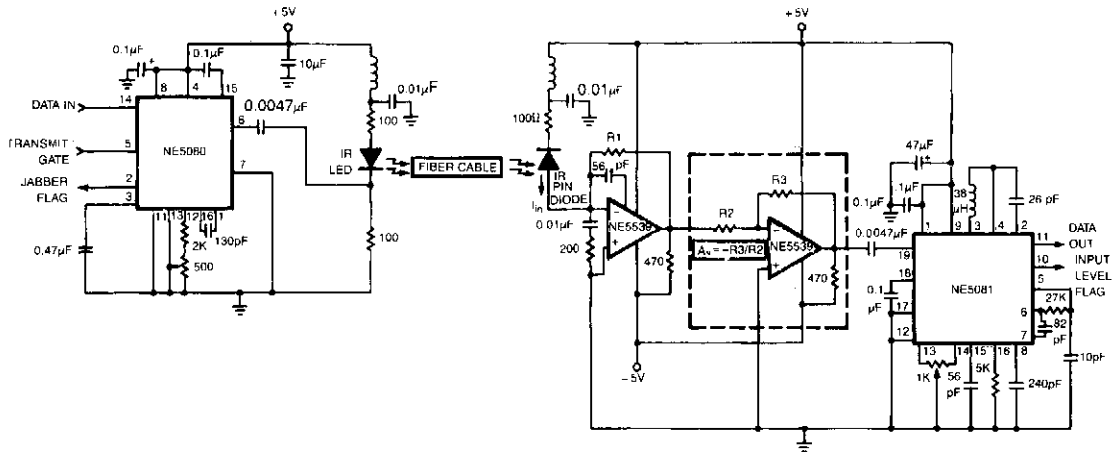 +5V
0.1μF
+
0.1μF
10μF
8
4
15
DATA IN
14
0.0047μF
6
0.01μF
100
TRANSMIT
GATE
5
NE5080
7
IR
LED
FIBER CABLE
JABBER
FLAG
2
3
11
13
12
16
1
2K
130pF
500
0.47μF
100
+5V
0.01μF
100Ω
R1
56
pF
IR
PIN
DIODE
Iin
0.01μF
200
−
+
NE5539
470
−5V
R2
R3
Av = −R3/R2
−
+
NE5539
470
0.0047μF
47μF
+
.1μF
0.1μF
38
μH
26 pF
1
9
3
4
2
DATA
OUT
11
INPUT
LEVEL
FLAG
10
5
19
18
NE5081
0.1
μF
17
12
27K
6
82
pF
7
10pF
13
14
15
16
8
1K
56
pF
5K
240pF